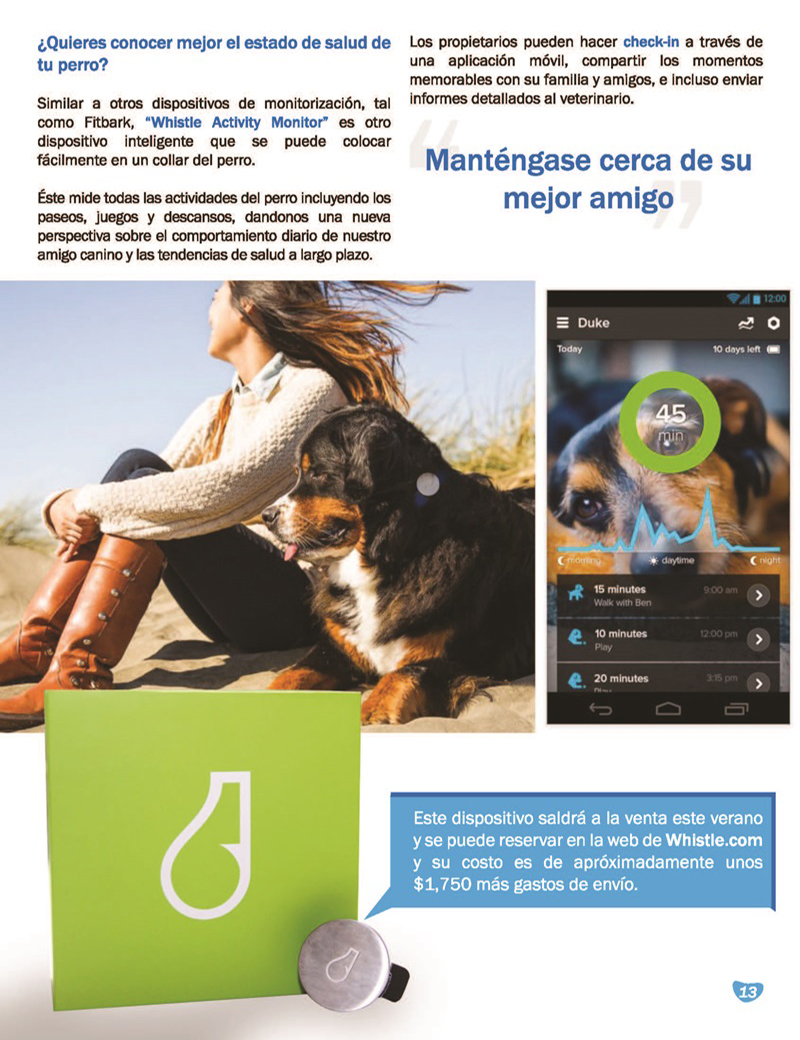 ¿Quieres conocer mejor el estado de salud de
tu perro?
Similar a otros dispositivos de monitorización, tal
como Fitbark, “Whistle Activity Monitor” es otro
dispositivo inteligente que se puede colocar
fácilmente en un collar del perro.
Éste mide todas las actividades del perro incluyendo los
paseos, juegos y descansos, dandonos una nueva
perspectiva sobre el comportamiento diario de nuestro
amigo canino y las tendencias de salud a largo plazo.
Los propietarios pueden hacer check-in a través de
una aplicación móvil, compartir los momentos
memorables con su familia y amigos, e incluso enviar
informes detallados al veterinario.
“Manténgase cerca de su
mejor amigo”
12:00
Duke
Today 10 days left
45
min
morning daytime night
15 minutes 9:00 am
Walk with Ben
10 minutes 12:00 pm
Play
20 minutes 3:15 pm
Play
Este dispositivo saldrá a la venta este verano
y se puede reservar en la web de Whistle.com
y su costo es de apróximadamente unos
$1,750 más gastos de envío.
13